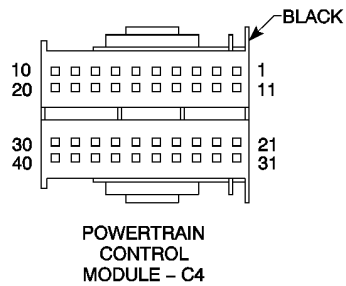 BLACK
10 1
20 11
30 21
40 31
POWERTRAIN
CONTROL
MODULE – C4